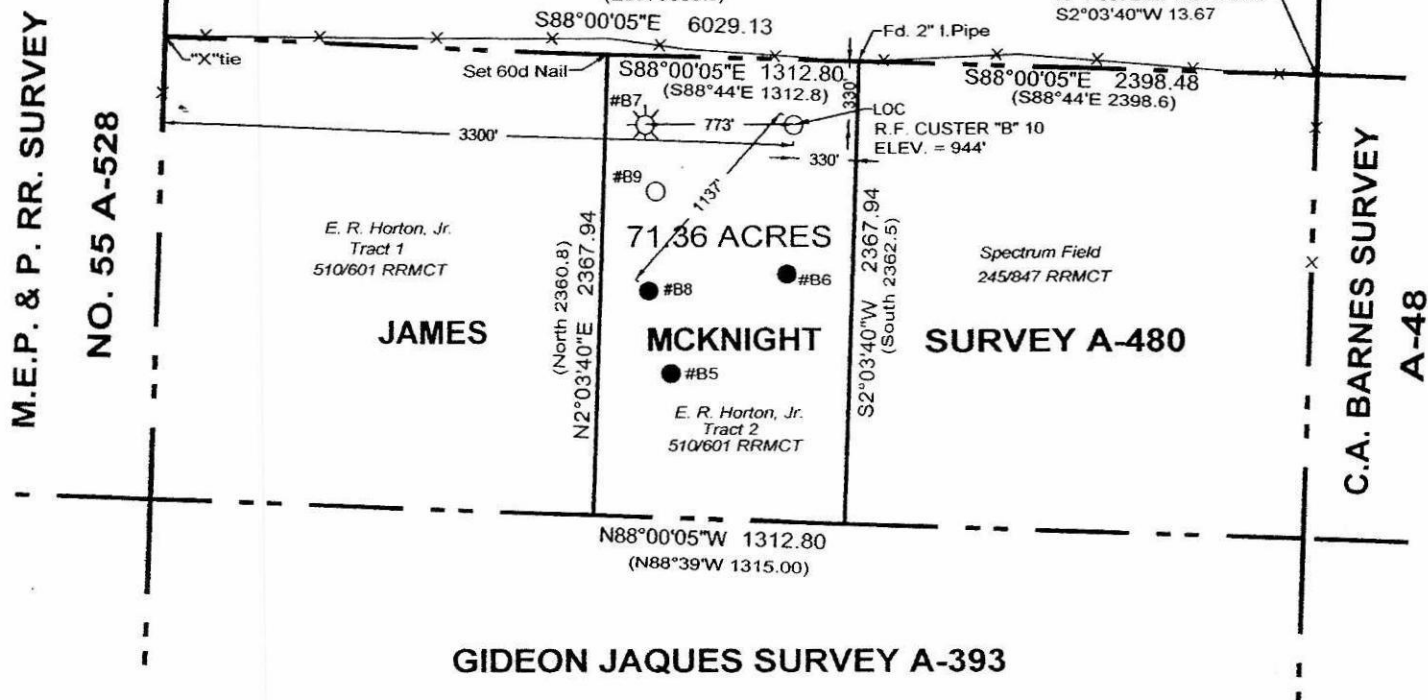 S88°00'05"E 6029.13
S2°03'40"W 13.67
"X"tie
Set 60d Nail
Fd. 2" I.Pipe
S88°00'05"E 1312.80
(S88°44'E 1312.8)
S88°00'05"E 2398.48
(S88°44'E 2398.6)
330'
#B7
773'
LOC
R.F. CUSTER "B" 10
ELEV. = 944'
3300'
330'
#B9
1137'
M.E.P. & P. RR. SURVEY
NO. 55 A-528
E. R. Horton, Jr.
Tract 1
510/601 RRMCT
71.36 ACRES
Spectrum Field
245/847 RRMCT
(North 2360.8)
N2°03'40"E 2367.94
S2°03'40"W 2367.94
(South 2362.5)
#B8
#B6
JAMES MCKNIGHT SURVEY A-480
#B5
E. R. Horton, Jr.
Tract 2
510/601 RRMCT
C.A. BARNES SURVEY
A-48
N88°00'05"W 1312.80
(N88°39'W 1315.00)
GIDEON JAQUES SURVEY A-393